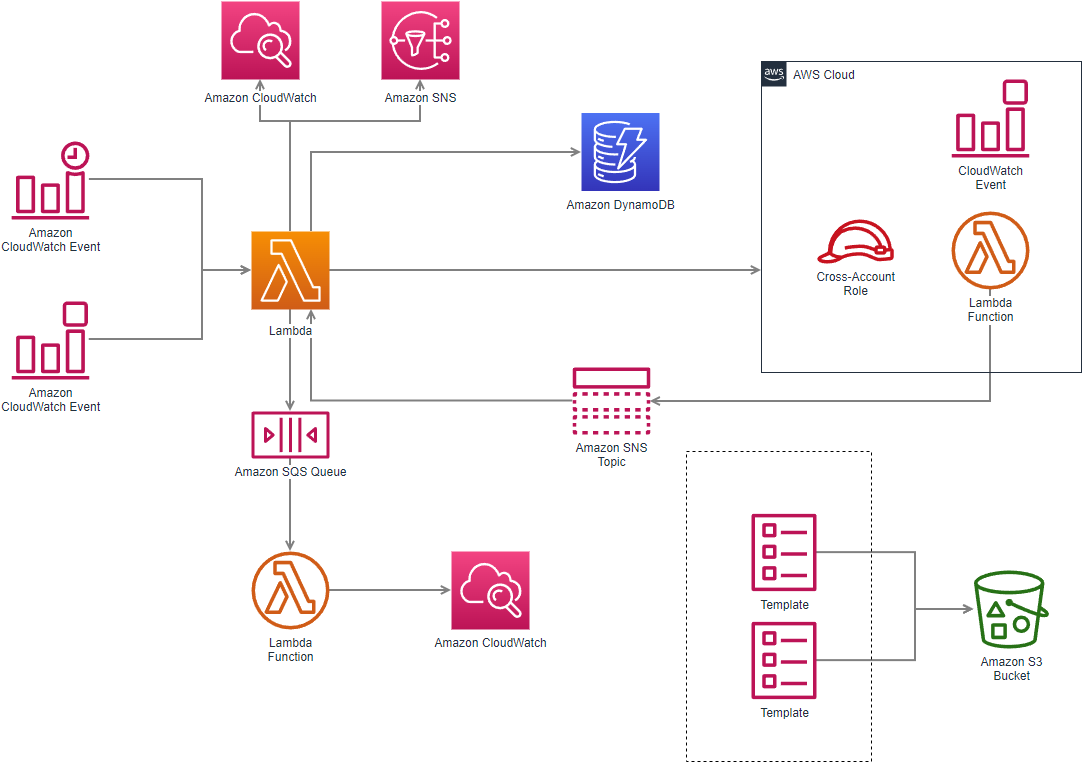 Amazon CloudWatch
Amazon SNS
aws
AWS Cloud
CloudWatch
Event
Amazon DynamoDB
Amazon
CloudWatch Event
Cross-Account
Role
Lambda
Function
Lambda
Amazon
CloudWatch Event
Amazon SNS
Topic
Amazon SQS Queue
Template
Lambda
Function
Amazon CloudWatch
Amazon S3
Bucket
Template